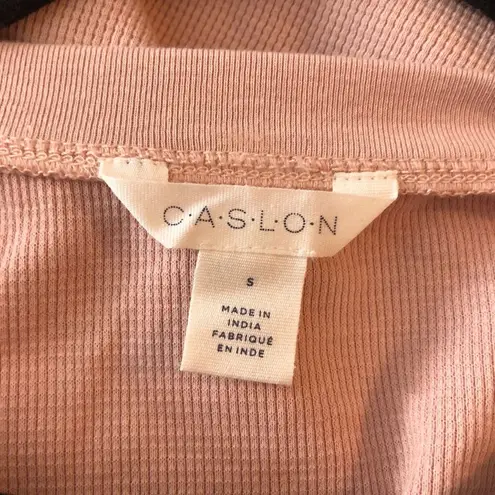 C·A·S·L·O·N
S
MADE IN
INDIA
FABRIQUÉ
EN INDE